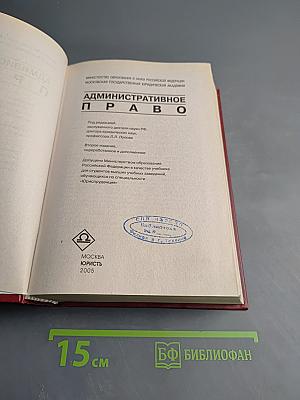 МИНИСТЕРСТВО ОБРАЗОВАНИЯ И НАУКИ РОССИЙСКОЙ ФЕДЕРАЦИИ
МОСКОВСКАЯ ГОСУДАРСТВЕННАЯ ЮРИДИЧЕСКАЯ АКАДЕМИЯ
АДМИНИСТРАТИВНОЕ
ПРАВО
Под редакцией
заслуженного деятеля науки РФ,
доктора юридических наук,
профессора Л.Л. Попова
Второе издание,
переработанное и дополненное
Допущено Министерством образования
Российской Федерации в качестве учебника
для студентов высших учебных заведений,
обучающихся по специальности
«Юриспруденция»
МОСКВА
ЮРИСТЪ
2005
15 см
БФ БИБЛИОФАН